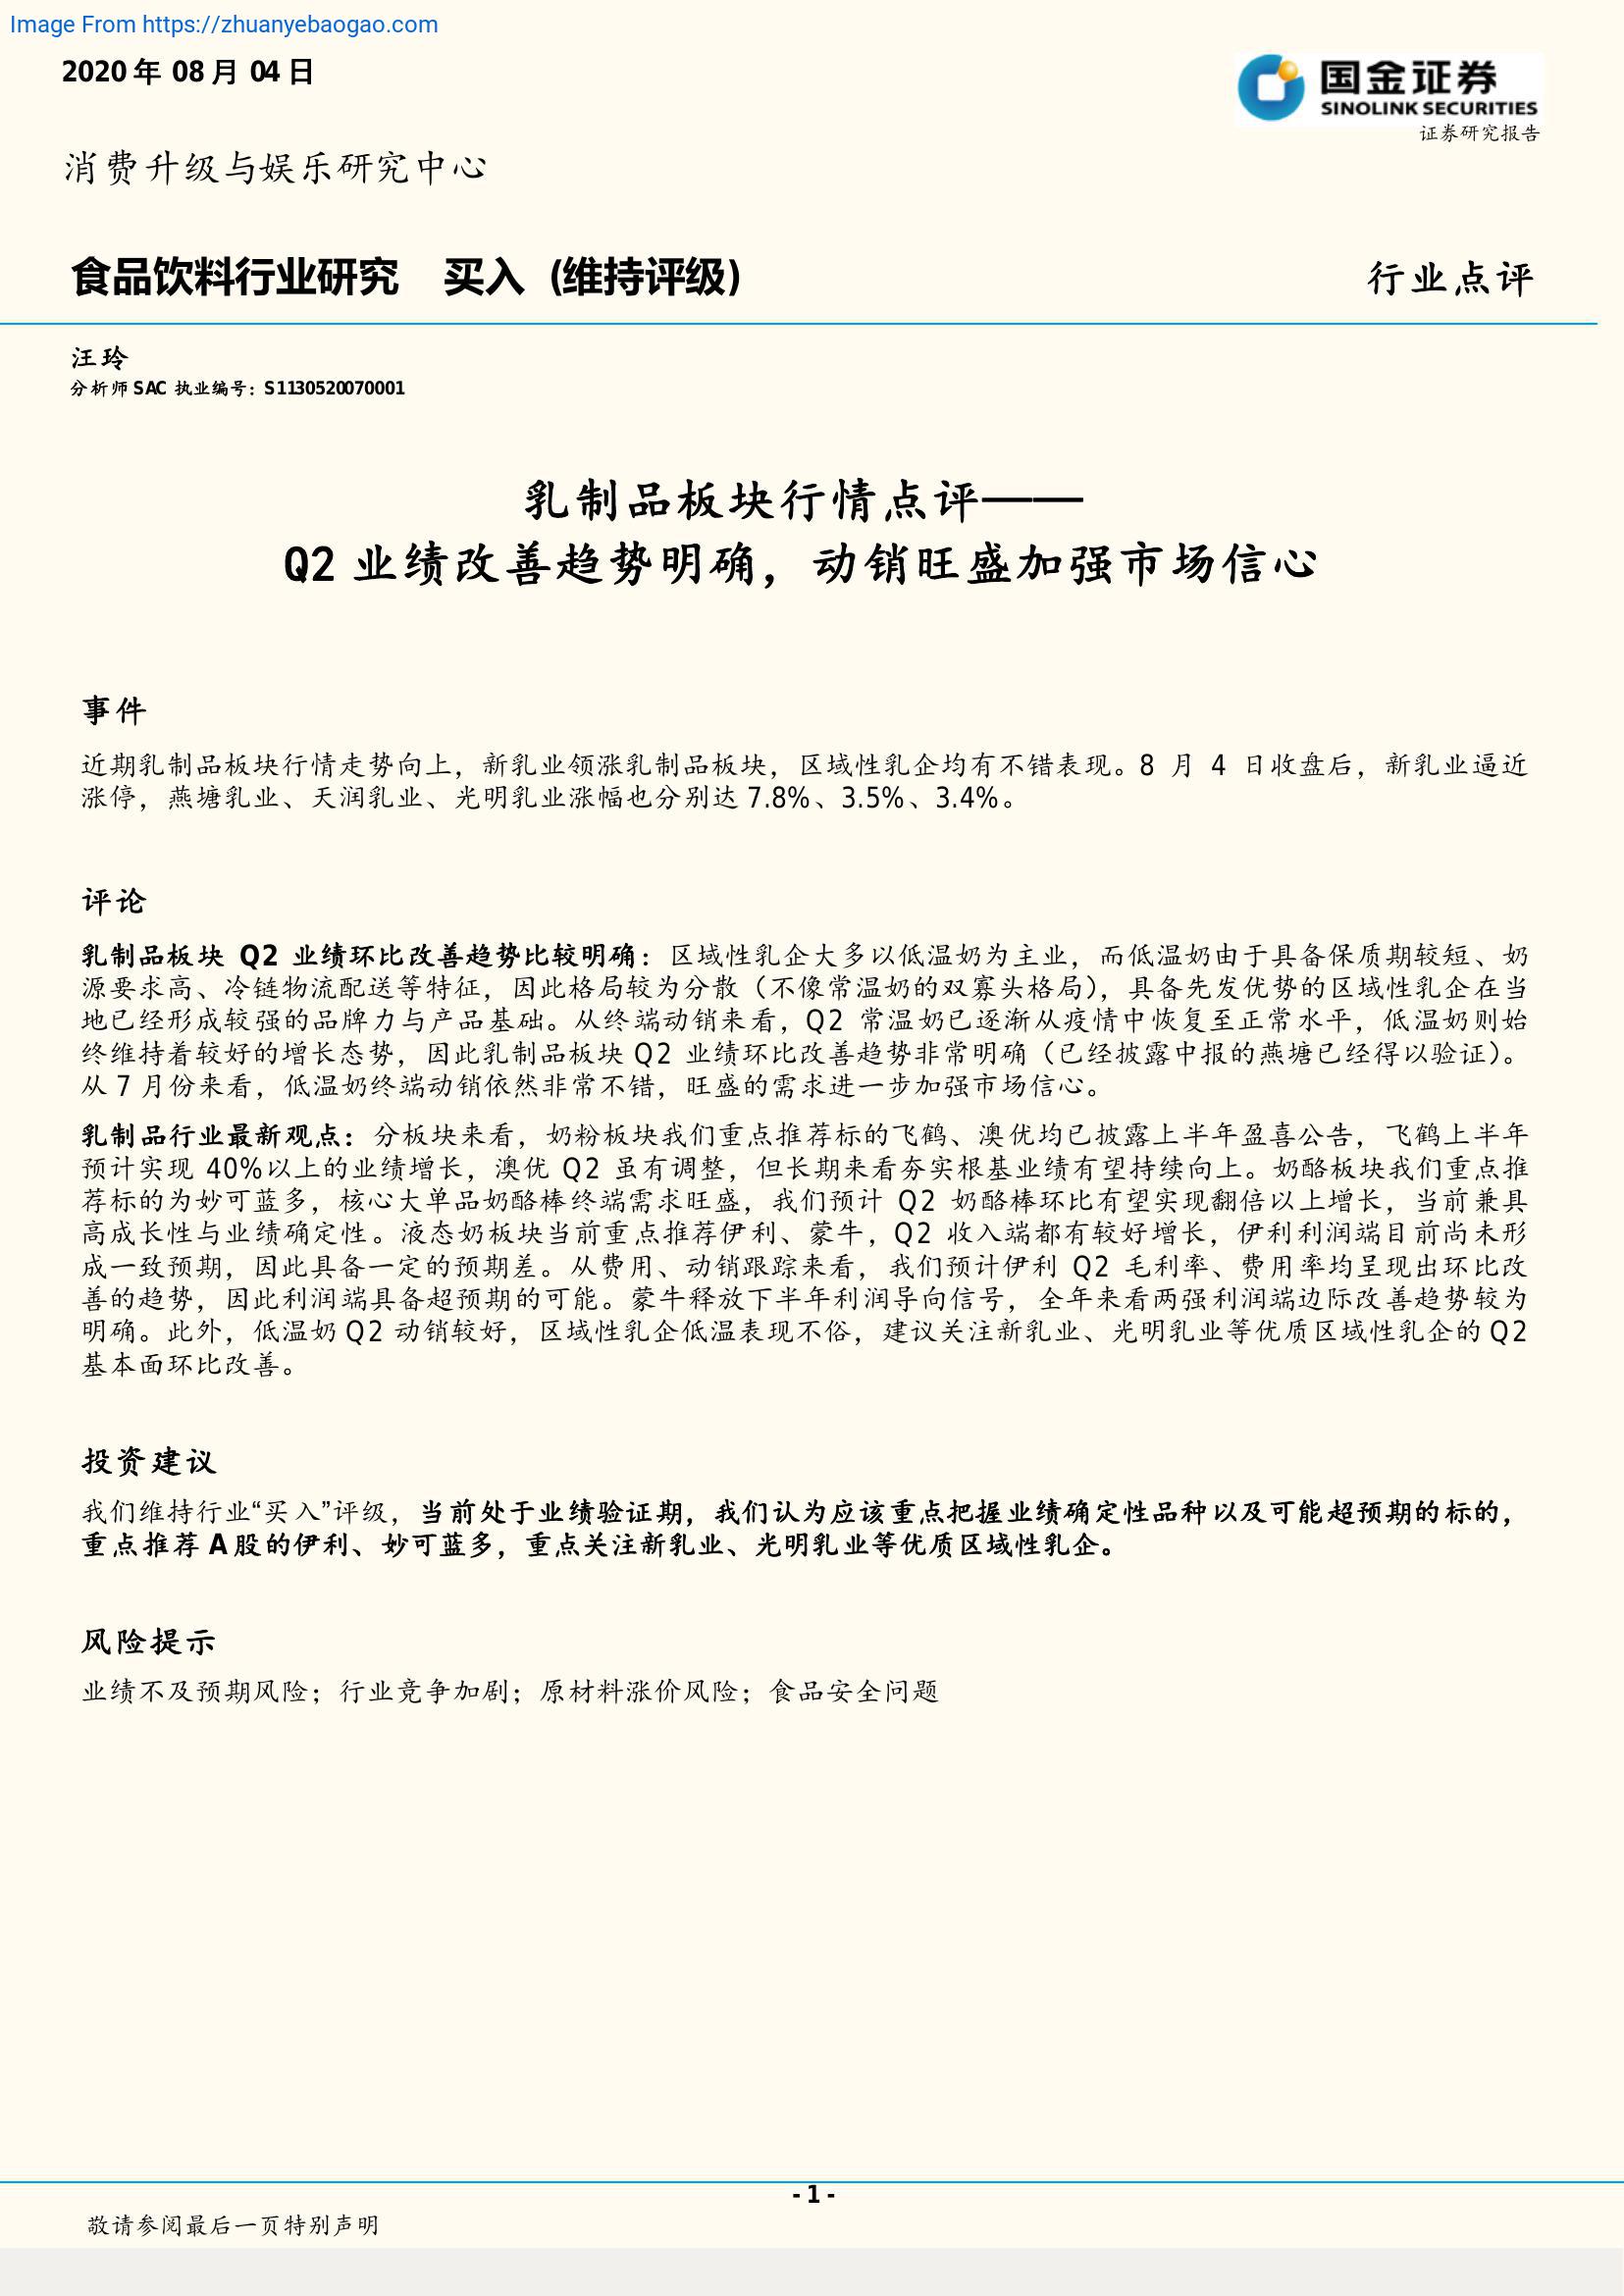 Image From https://zhuanyebaogao.com
2020 年 08 月 04 日
国金证券
SINOLINK SECURITIES
证券研究报告
消费升级与娱乐研究中心
食品饮料行业研究 买入 (维持评级)
行业点评
汪玲
分析师 SAC 执业编号：S1130520070001
乳制品板块行情点评——
Q2 业绩改善趋势明确，动销旺盛加强市场信心
事件
近期乳制品板块行情走势向上，新乳业领涨乳制品板块，区域性乳企均有不错表现。8 月 4 日收盘后，新乳业逼近
涨停，燕塘乳业、天润乳业、光明乳业涨幅也分别达 7.8%、3.5%、3.4%。
评论
乳制品板块 Q2 业绩环比改善趋势比较明确：区域性乳企大多以低温奶为主业，而低温奶由于具备保质期较短、奶
源要求高、冷链物流配送等特征，因此格局较为分散（不像常温奶的双寡头格局），具备先发优势的区域性乳企在当
地已经形成较强的品牌力与产品基础。从终端动销来看，Q2 常温奶已逐渐从疫情中恢复至正常水平，低温奶则始
终维持着较好的增长态势，因此乳制品板块 Q2 业绩环比改善趋势非常明确（已经披露中报的燕塘已经得以验证）。
从 7 月份来看，低温奶终端动销依然非常不错，旺盛的需求进一步加强市场信心。
乳制品行业最新观点：分板块来看，奶粉板块我们重点推荐标的飞鹤、澳优均已披露上半年盈喜公告，飞鹤上半年
预计实现 40%以上的业绩增长，澳优 Q2 虽有调整，但长期来看夯实根基业绩有望持续向上。奶酪板块我们重点推
荐标的为妙可蓝多，核心大单品奶酪棒终端需求旺盛，我们预计 Q2 奶酪棒环比有望实现翻倍以上增长，当前兼具
高成长性与业绩确定性。液态奶板块当前重点推荐伊利、蒙牛，Q2 收入端都有较好增长，伊利利润端目前尚未形
成一致预期，因此具备一定的预期差。从费用、动销跟踪来看，我们预计伊利 Q2 毛利率、费用率均呈现出环比改
善的趋势，因此利润端具备超预期的可能。蒙牛释放下半年利润导向信号，全年来看两强利润端边际改善趋势较为
明确。此外，低温奶 Q2 动销较好，区域性乳企低温表现不俗，建议关注新乳业、光明乳业等优质区域性乳企的 Q2
基本面环比改善。
投资建议
我们维持行业“买入”评级，当前处于业绩验证期，我们认为应该重点把握业绩确定性品种以及可能超预期的标的，
重点推荐 A 股的伊利、妙可蓝多，重点关注新乳业、光明乳业等优质区域性乳企。
风险提示
业绩不及预期风险；行业竞争加剧；原材料涨价风险；食品安全问题
- 1 -
敬请参阅最后一页特别声明